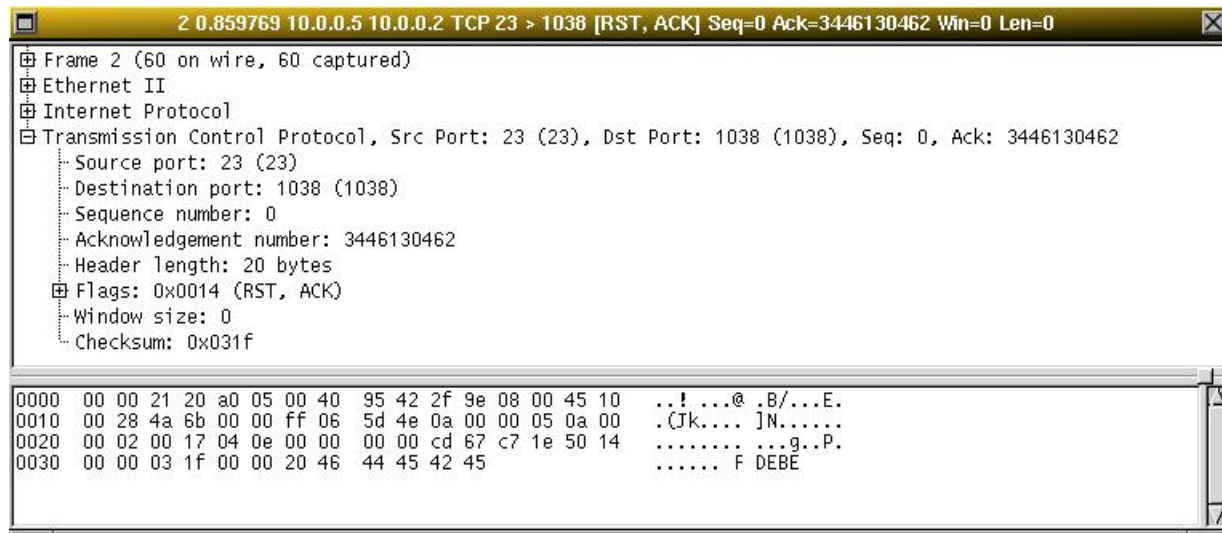 2 0.859769 10.0.0.5 10.0.0.2 TCP 23 > 1038 [RST, ACK] Seq=0 Ack=3446130462 Win=0 Len=0
Frame 2 (60 on wire, 60 captured)
Ethernet II
Internet Protocol
Transmission Control Protocol, Src Port: 23 (23), Dst Port: 1038 (1038), Seq: 0, Ack: 3446130462
Source port: 23 (23)
Destination port: 1038 (1038)
Sequence number: 0
Acknowledgement number: 3446130462
Header length: 20 bytes
Flags: 0x0014 (RST, ACK)
Window size: 0
Checksum: 0x031f
0000 00 00 21 20 a0 05 00 40 95 42 2f 9e 08 00 45 10 ..! ...@ .B/...E.
0010 00 28 4a 6b 00 00 ff 06 5d 4e 0a 00 00 05 0a 00 .(Jk.... ]N......
0020 00 02 00 17 04 0e 00 00 00 00 cd 67 c7 1e 50 14 ........ ...g..P.
0030 00 00 03 1f 00 00 20 46 44 45 42 45 ...... F DEBE